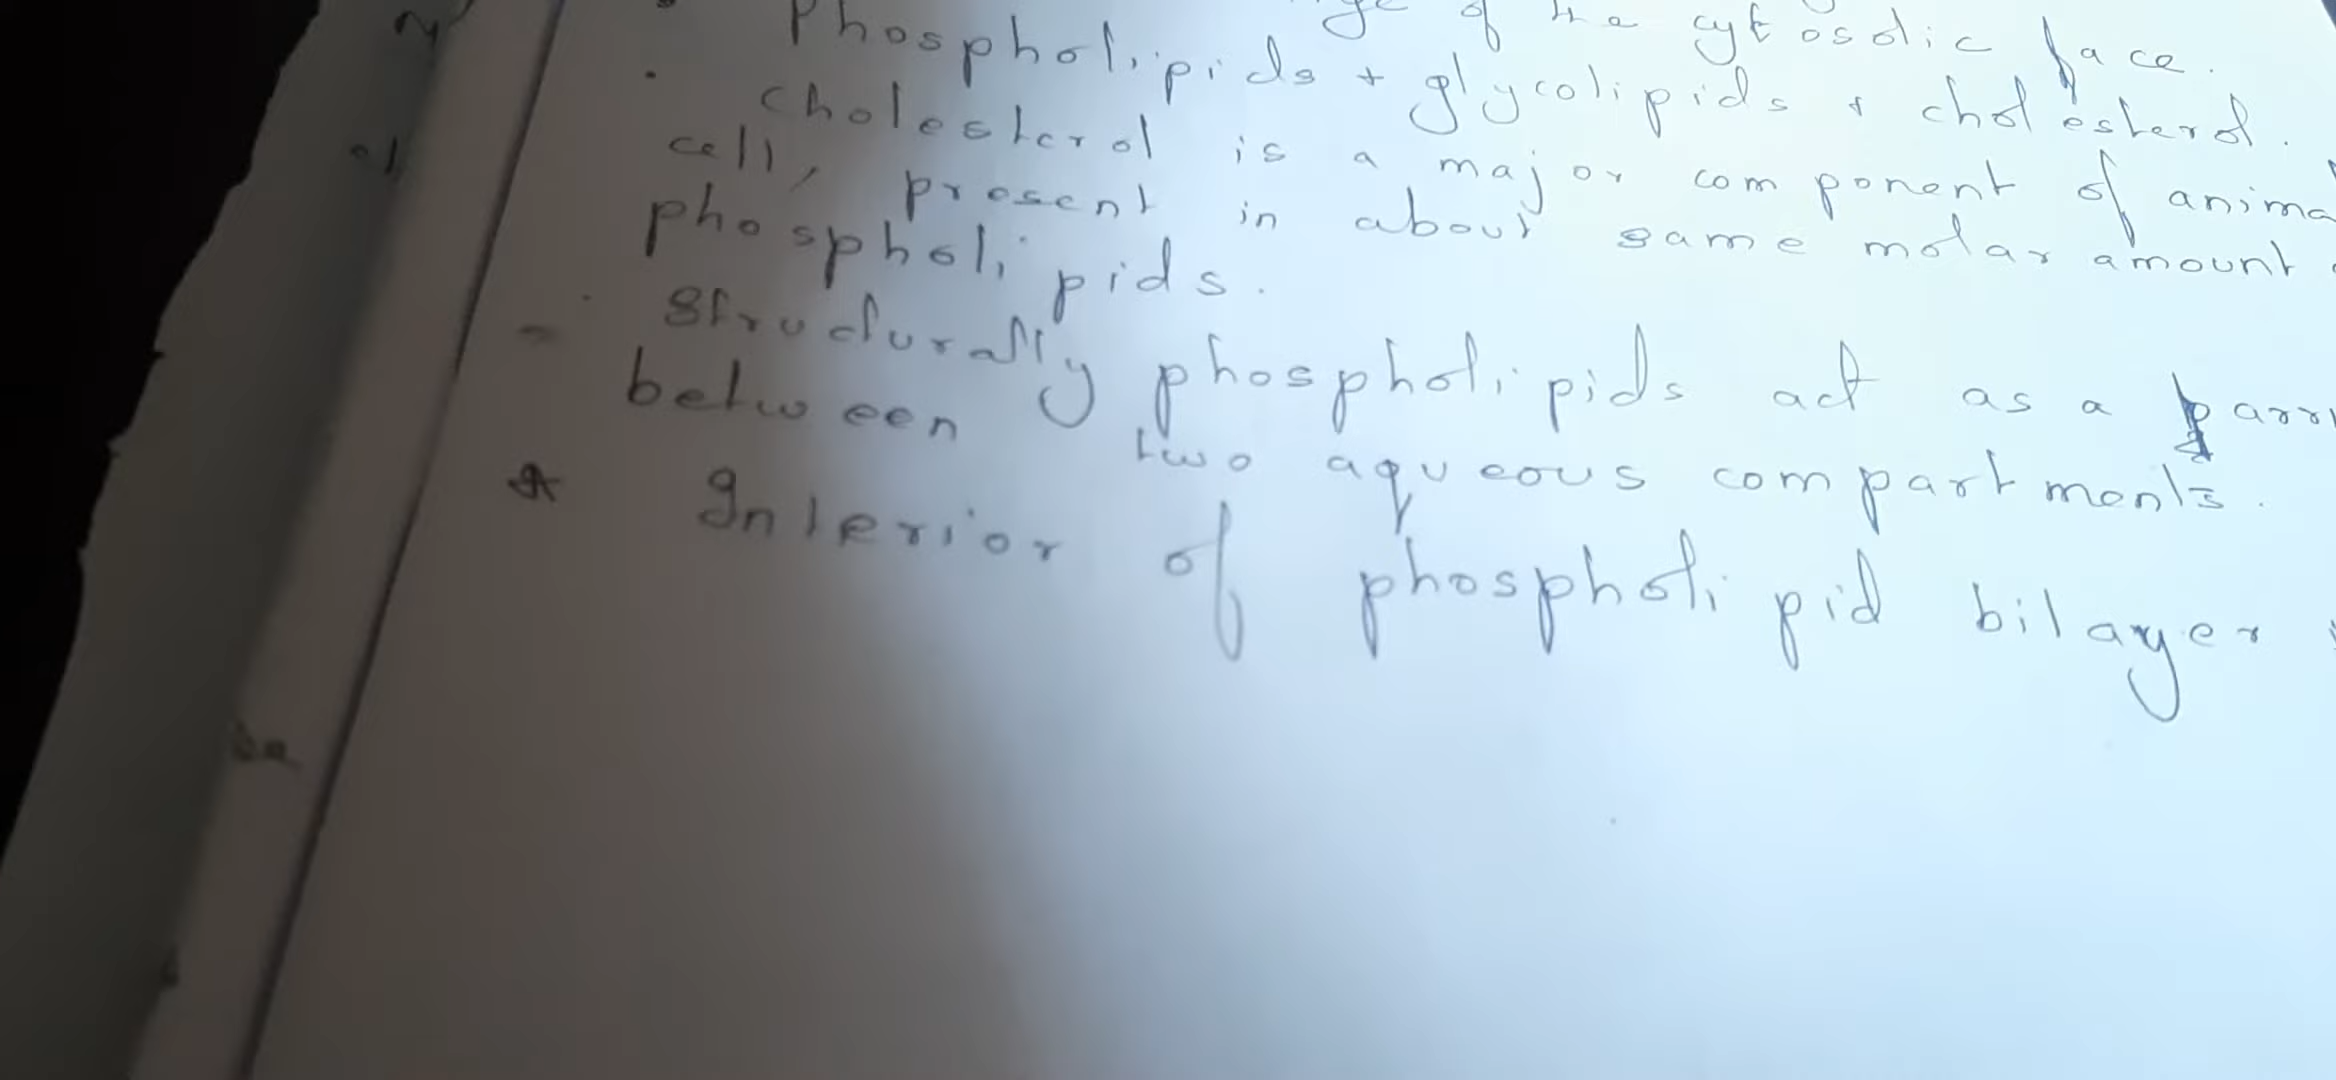 of the cytosolic face.
• Phospholipids + glycolipids + cholesterol.
• cholesterol is a major component of anima
cell, present in about same molar amount
phospholipids.
- Structurally phospholipids act as a barri
between two aqueous compartments.
* Interior of phospholipid bilayer